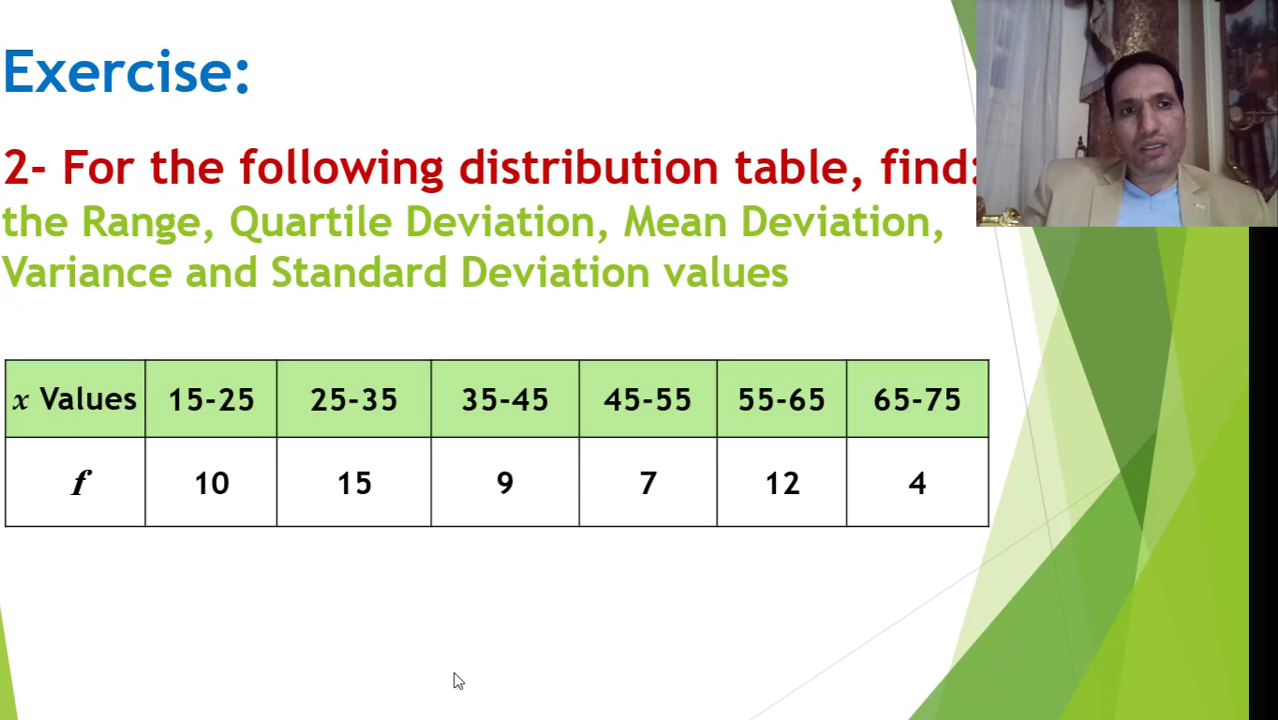 Exercise:
2- For the following distribution table, find:
the Range, Quartile Deviation, Mean Deviation,
Variance and Standard Deviation values
x Values 15-25 25-35 35-45 45-55 55-65 65-75
f 10 15 9 7 12 4